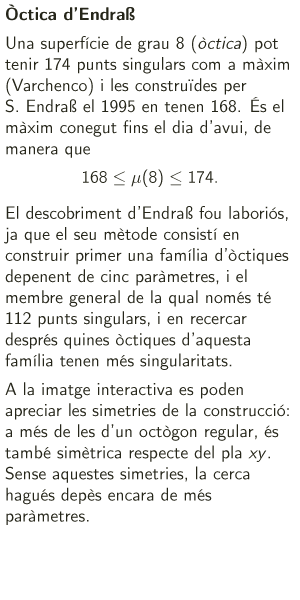 Òctica d'Endraß
Una superfície de grau 8 (òctica) pot
tenir 174 punts singulars com a màxim
(Varchenco) i les construïdes per
S. Endraß el 1995 en tenen 168. És el
màxim conegut fins el dia d'avui, de
manera que
168 ≤ μ(8) ≤ 174.
El descobriment d'Endraß fou laboriós,
ja que el seu mètode consistí en
construir primer una família d'òctiques
depenent de cinc paràmetres, i el
membre general de la qual només té
112 punts singulars, i en recercar
després quines òctiques d'aquesta
família tenen més singularitats.
A la imatge interactiva es poden
apreciar les simetries de la construcció:
a més de les d'un octògon regular, és
també simètrica respecte del pla xy.
Sense aquestes simetries, la cerca
hagués depès encara de més
paràmetres.